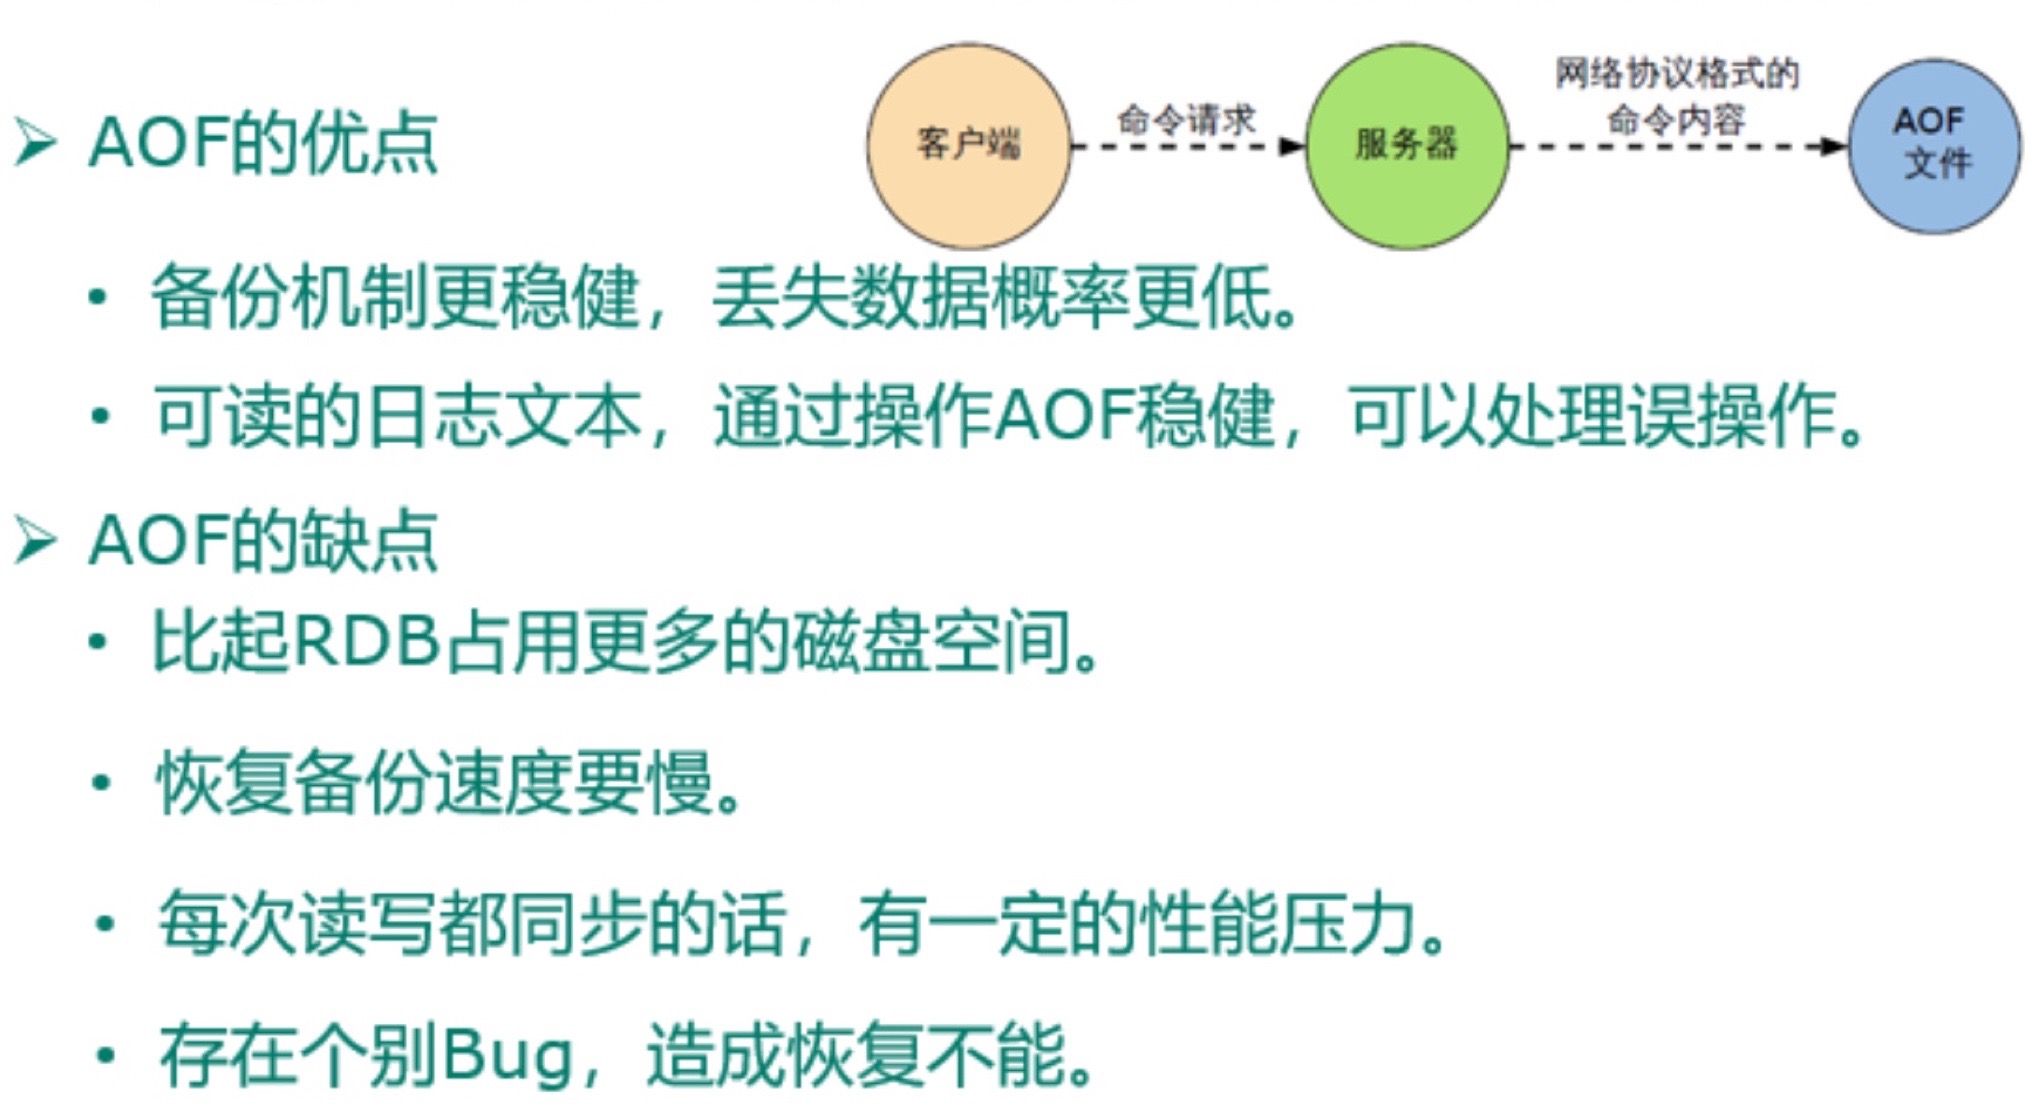 AOF的优点
客户端
命令请求
服务器
网络协议格式的
命令内容
AOF
文件
备份机制更稳健，丢失数据概率更低。
可读的日志文本，通过操作AOF稳健，可以处理误操作。
AOF的缺点
比起RDB占用更多的磁盘空间。
恢复备份速度要慢。
每次读写都同步的话，有一定的性能压力。
存在个别Bug，造成恢复不能。